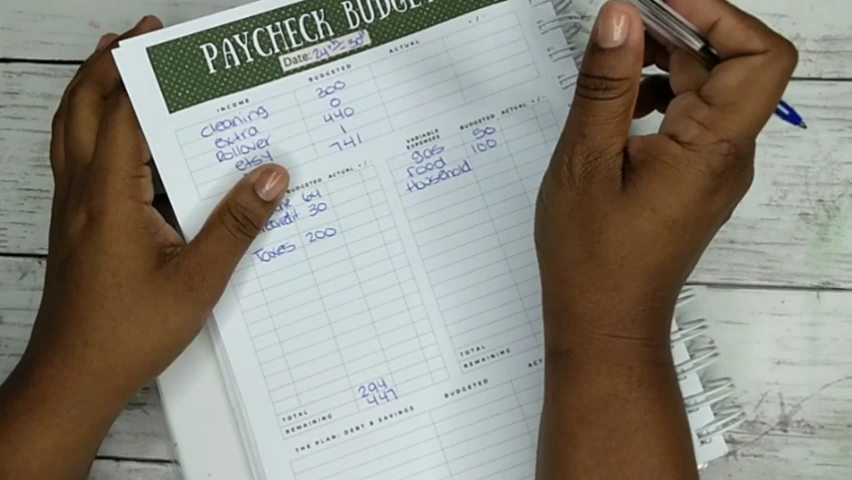 PAYCHECK BUDGET
Date: 24th-30th
INCOME BUDGETED ACTUAL +/-
cleaning 300
extra 0
Rollover 440
etsy 1
741
BUDGETED ACTUAL +/-
64
30
Taxes 200
TOTAL 294
REMAINING 447
VARIABLE EXPENSES BUDGETED ACTUAL +/-
gas 50
food 100
Household
TOTAL
REMAINING
THE PLAN: DEBT & SAVINGS BUDGETED